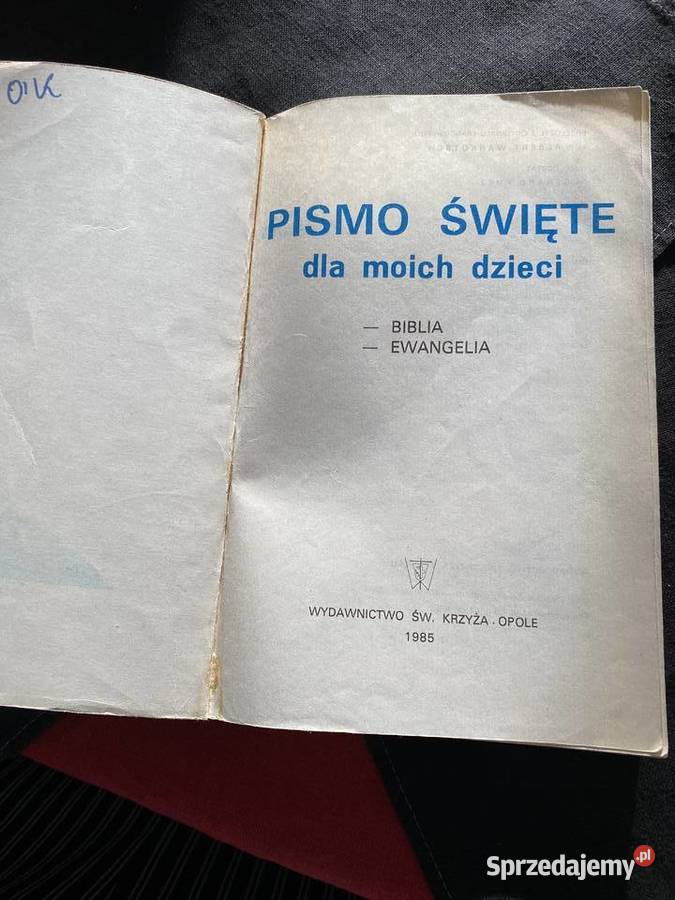 OK
PISMO ŚWIĘTE
dla moich dzieci
— BIBLIA
— EWANGELIA
WYDAWNICTWO ŚW. KRZYŻA . OPOLE
1985
Sprzedajemy.pl